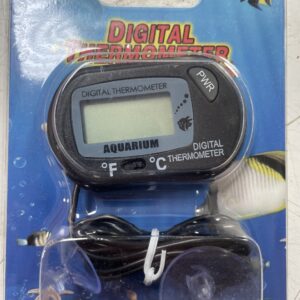 DIGITAL
THERMOMETER
PWR
DIGITAL THERMOMETER
AQUARIUM
DIGITAL
THERMOMETER
°F °C